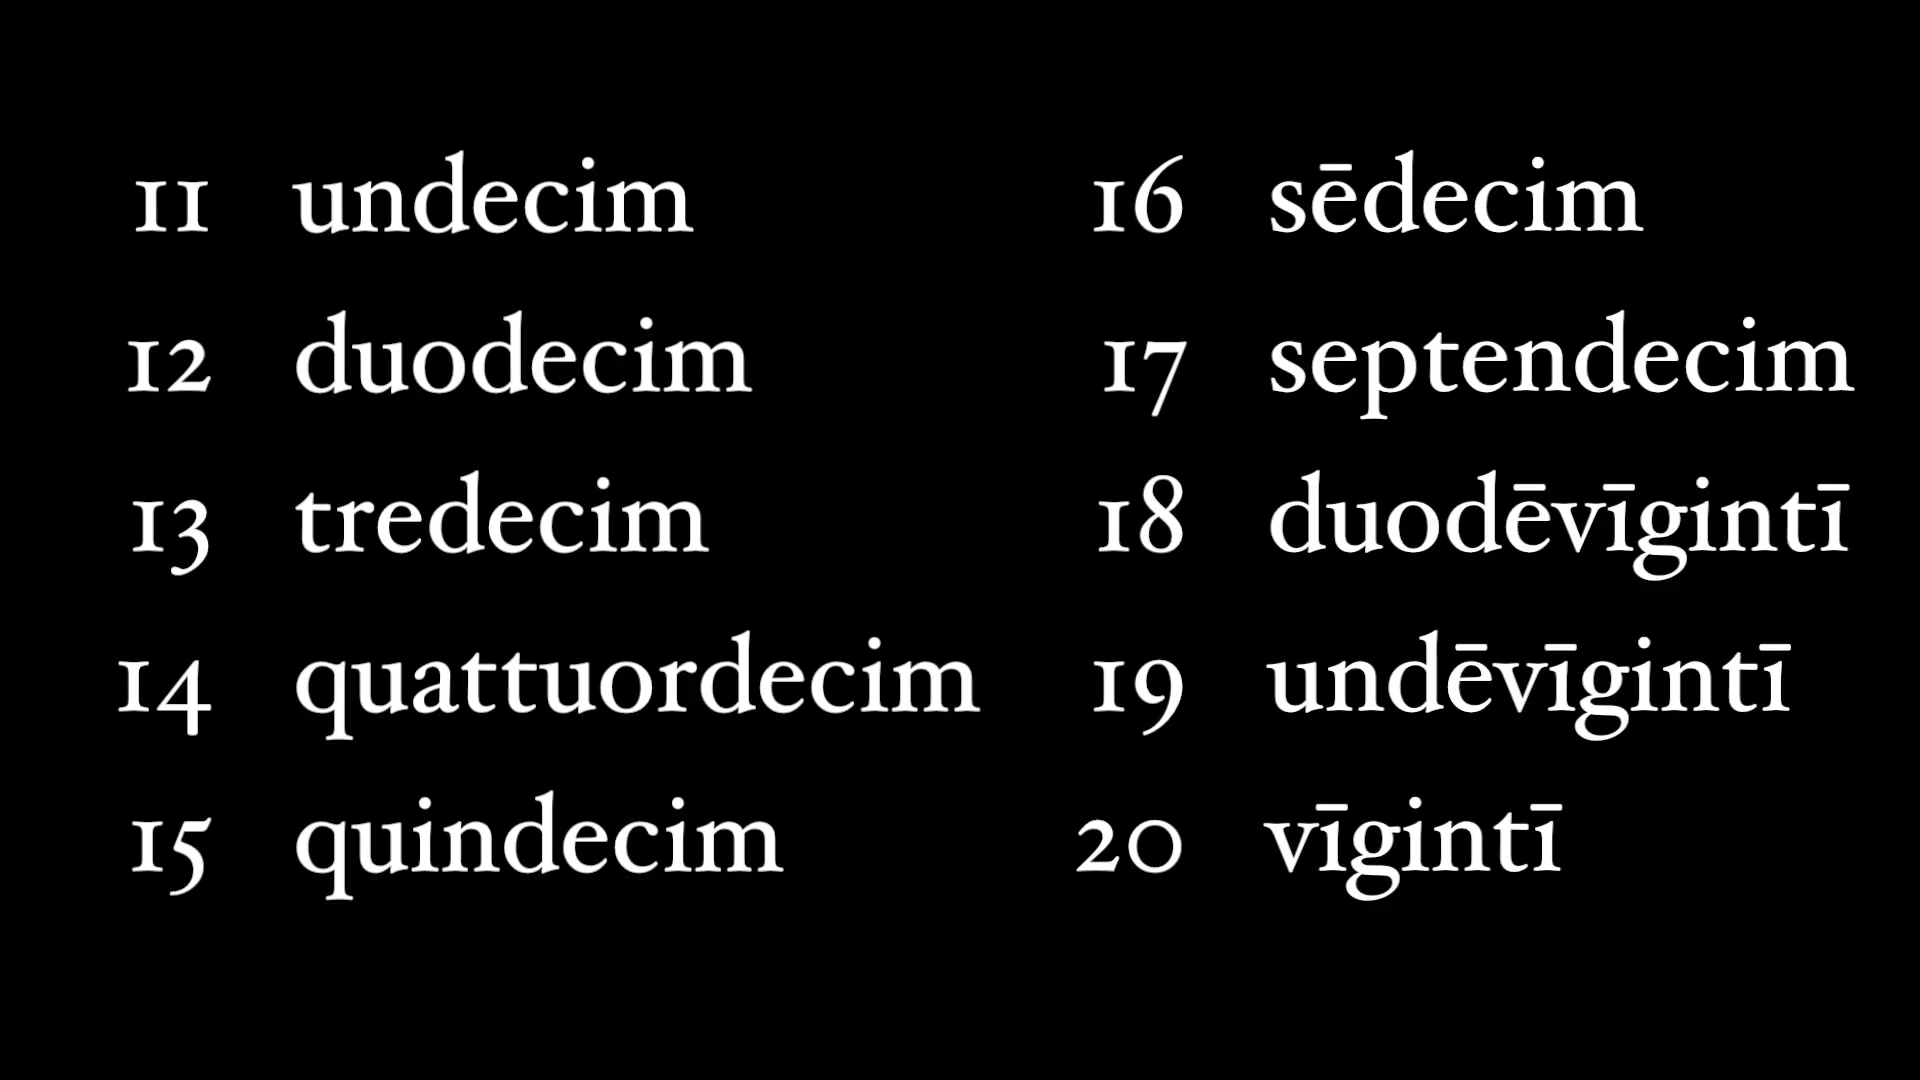 11 undecim
12 duodecim
13 tredecim
14 quattuordecim
15 quindecim
16 sēdecim
17 septendecim
18 duodēvīgintī
19 undēvīgintī
20 vīgintī